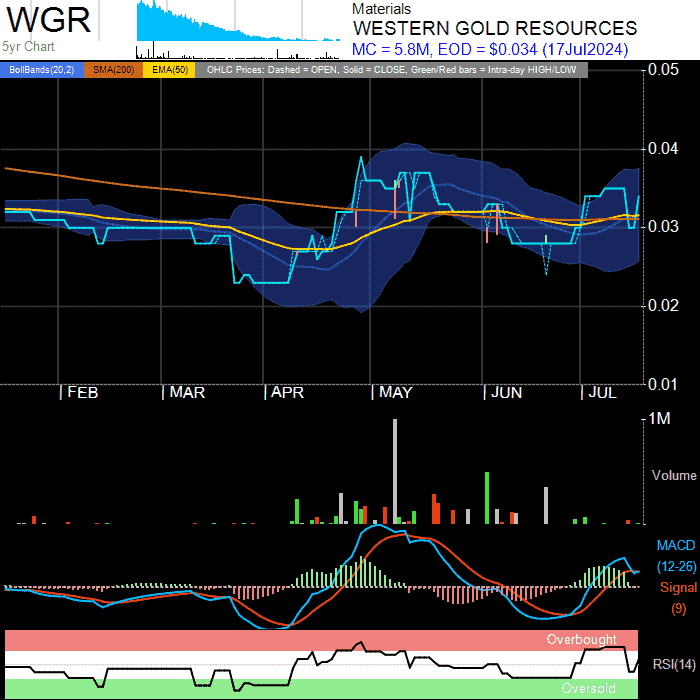 WGR
5yr Chart
Materials
WESTERN GOLD RESOURCES
MC = 5.8M, EOD = $0.034 (17Jul2024)
BollBands(20,2) SMA(200) EMA(50) OHLC Prices: Dashed = OPEN, Solid = CLOSE, Green/Red bars = Intra-day HIGH/LOW
0.05
0.04
0.03
0.02
0.01
FEB MAR APR MAY JUN JUL
1M
Volume
MACD
(12-26)
Signal
(9)
Overbought
RSI(14)
Oversold